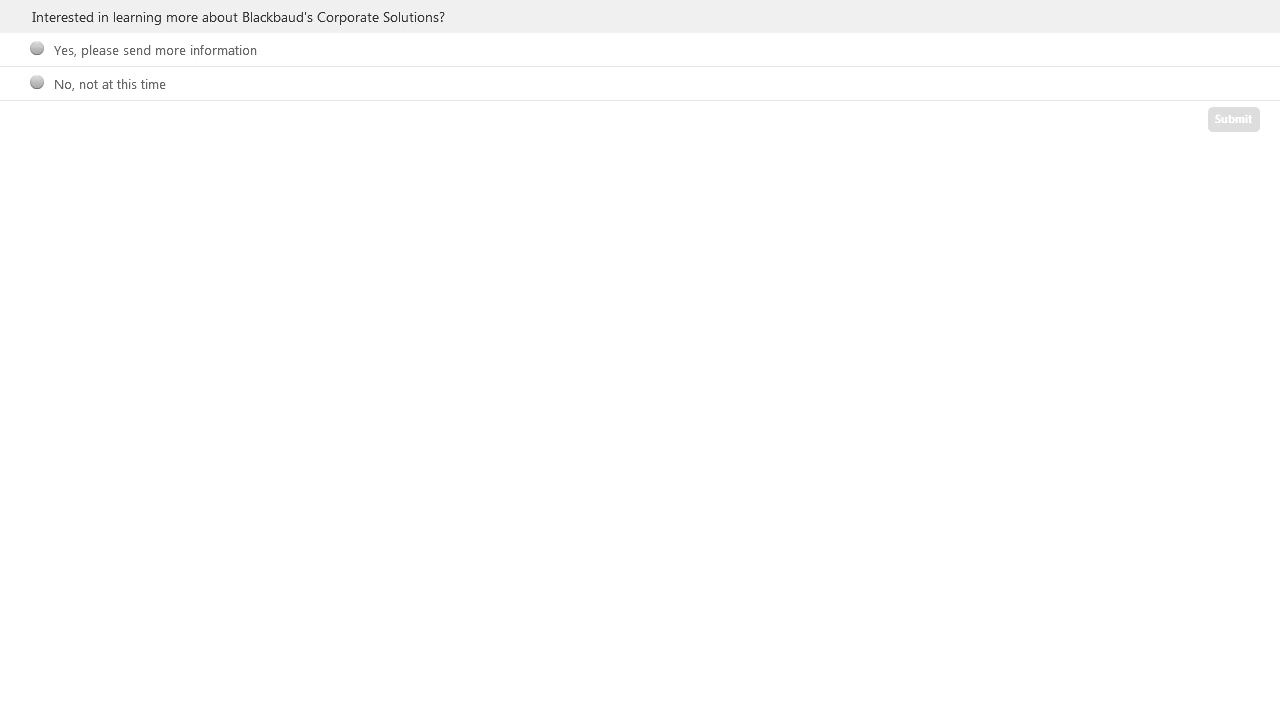 Interested in learning more about Blackbaud's Corporate Solutions?
Yes, please send more information
No, not at this time
Submit